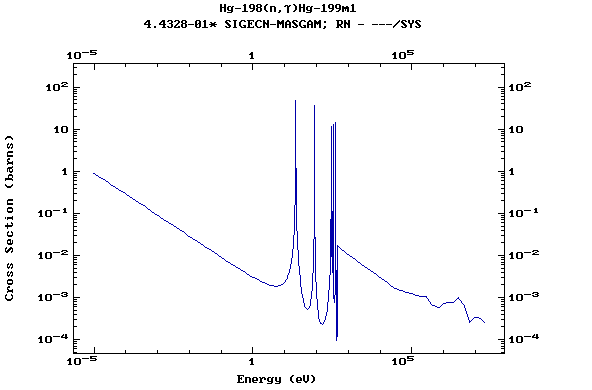 Hg-198(n,γ)Hg-199m1
4.4328-01* SIGECN-MASGAM; RN - ---/SYS
10⁻⁵ 1 10⁵
10² 10²
10 10
1 1
10⁻¹ 10⁻¹
10⁻² 10⁻²
10⁻³ 10⁻³
10⁻⁴ 10⁻⁴
Cross Section (barns)
10⁻⁵ 1 10⁵
Energy (eV)